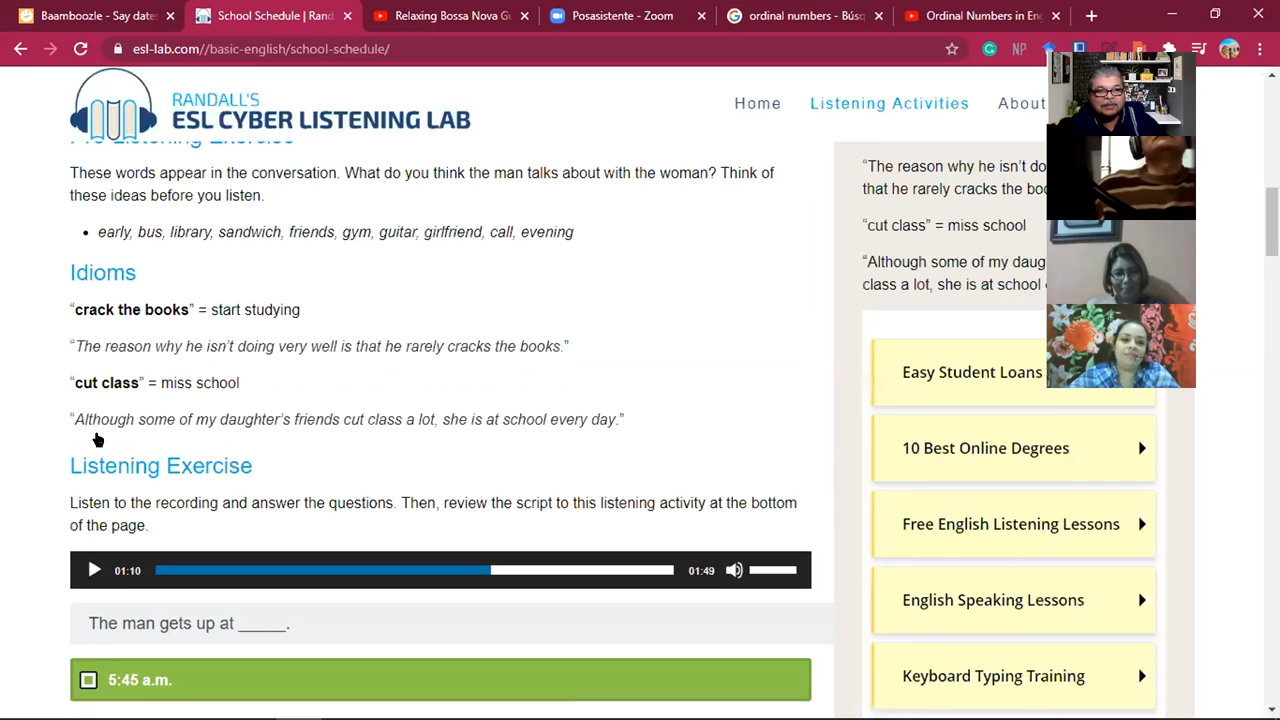 Baamboozle - Say dates
School Schedule | Rand
Relaxing Bossa Nova Gu
Posasistente - Zoom
ordinal numbers - Búsq
Ordinal Numbers in Eng
esl-lab.com//basic-english/school-schedule/
NP
RANDALL'S
ESL CYBER LISTENING LAB
Home
Listening Activities
About
Pre-Listening Exercise
These words appear in the conversation. What do you think the man talks about with the woman? Think of
these ideas before you listen.
• early, bus, library, sandwich, friends, gym, guitar, girlfriend, call, evening
Idioms
“crack the books” = start studying
“The reason why he isn’t doing very well is that he rarely cracks the books.”
“cut class” = miss school
“Although some of my daughter’s friends cut class a lot, she is at school every day.”
Listening Exercise
Listen to the recording and answer the questions. Then, review the script to this listening activity at the bottom
of the page.
01:10
01:49
The man gets up at _____.
5:45 a.m.
“The reason why he isn’t do
that he rarely cracks the boo
“cut class” = miss school
“Although some of my daug
class a lot, she is at school e
Easy Student Loans
10 Best Online Degrees
Free English Listening Lessons
English Speaking Lessons
Keyboard Typing Training